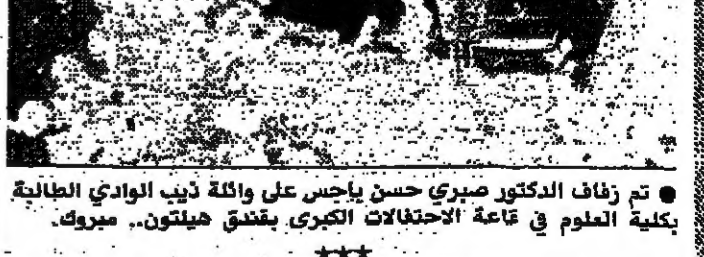 ● تم زفاف الدكتور صبري حسن ياجس على وائلة ذيب الوادي الطالبة
بكلية العلوم في قاعة الاحتفالات الكبرى بفندق هيلتون.. مبروك.
★★★